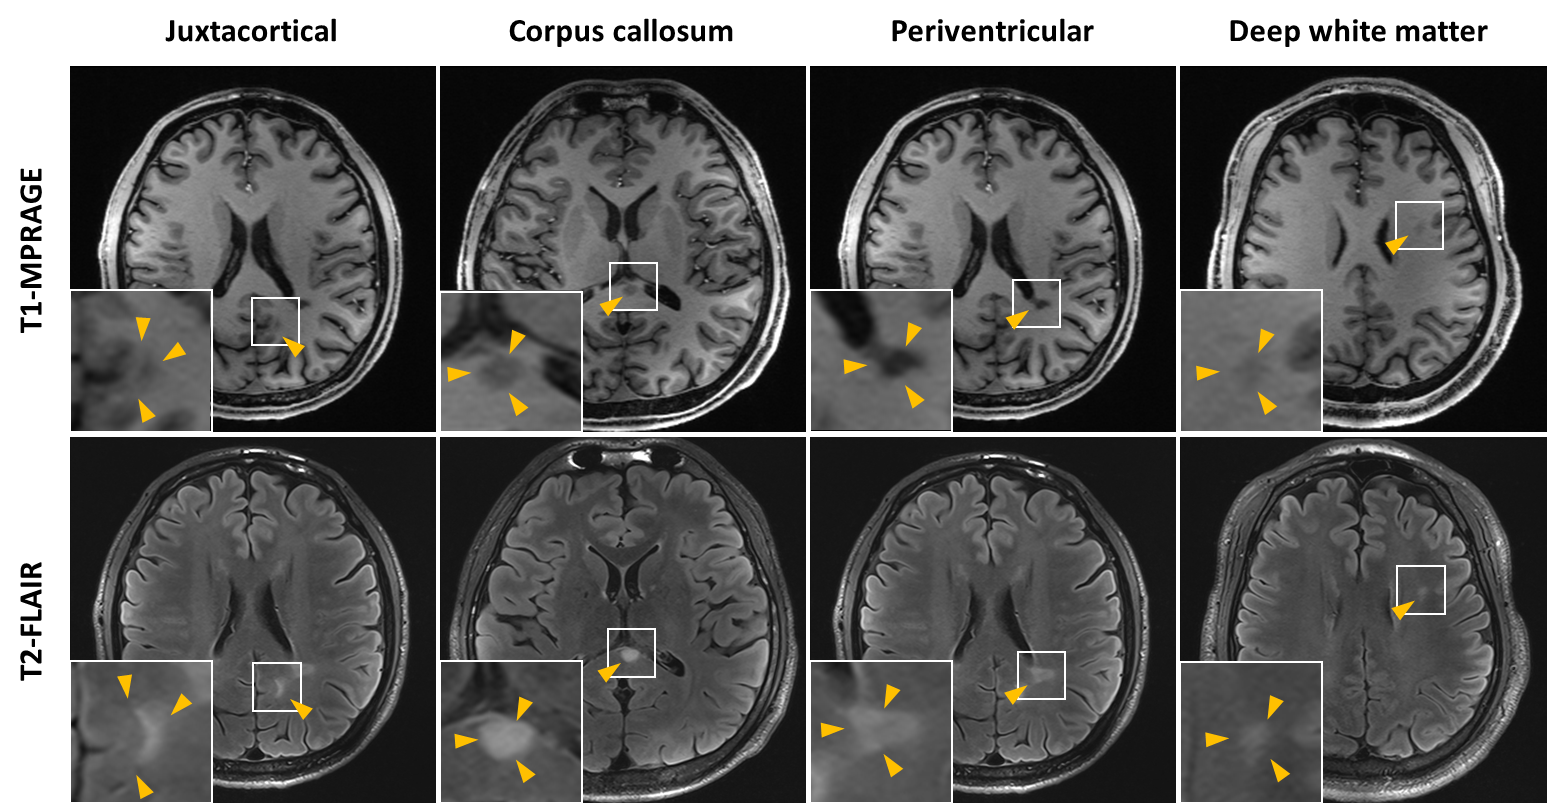 Juxtacortical
Corpus callosum
Periventricular
Deep white matter
T1-MPRAGE
T2-FLAIR